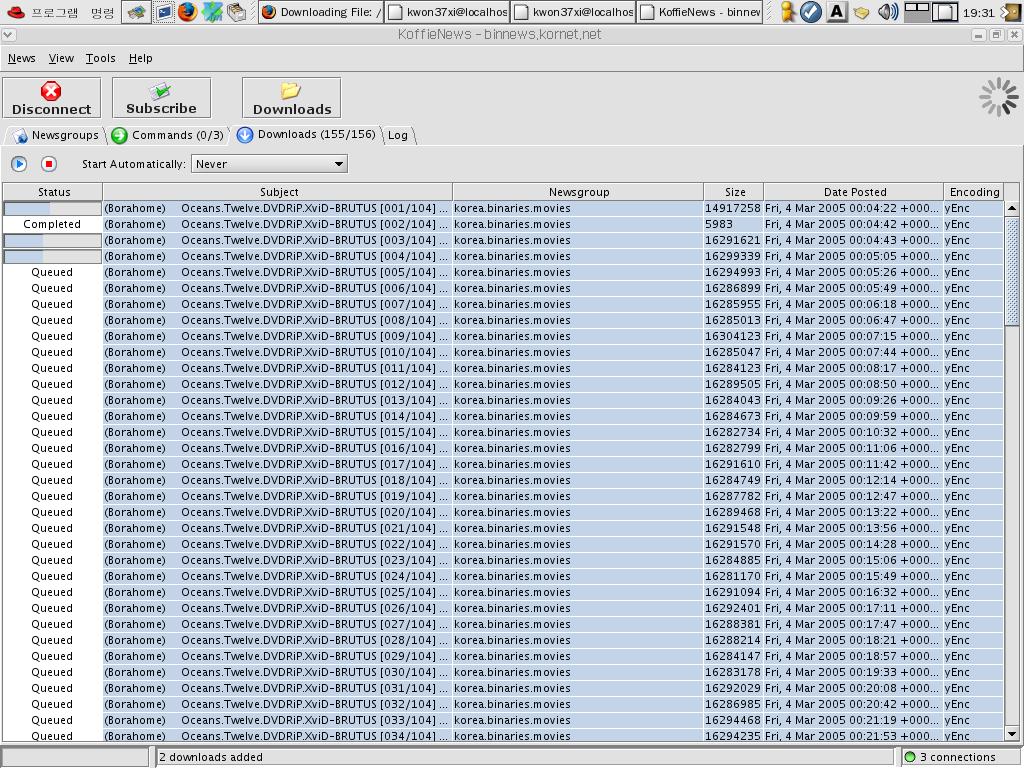 프로그램 명령 Downloading File: / kwon37xi@localhos kwon37xi@localhos KoffieNews - binnew A 19:31
KoffieNews - binnews.kornet.net
News View Tools Help
Disconnect Subscribe Downloads
Newsgroups Commands (0/3) Downloads (155/156) Log
Start Automatically: Never
Status Subject Newsgroup Size Date Posted Encoding
(Borahome) Oceans.Twelve.DVDRiP.XviD-BRUTUS [001/104] ... korea.binaries.movies 14917258 Fri, 4 Mar 2005 00:04:22 +000... yEnc
Completed (Borahome) Oceans.Twelve.DVDRiP.XviD-BRUTUS [002/104] ... korea.binaries.movies 5983 Fri, 4 Mar 2005 00:04:42 +000... yEnc
(Borahome) Oceans.Twelve.DVDRiP.XviD-BRUTUS [003/104] ... korea.binaries.movies 16291621 Fri, 4 Mar 2005 00:04:43 +000... yEnc
(Borahome) Oceans.Twelve.DVDRiP.XviD-BRUTUS [004/104] ... korea.binaries.movies 16299339 Fri, 4 Mar 2005 00:05:05 +000... yEnc
Queued (Borahome) Oceans.Twelve.DVDRiP.XviD-BRUTUS [005/104] ... korea.binaries.movies 16294993 Fri, 4 Mar 2005 00:05:26 +000... yEnc
Queued (Borahome) Oceans.Twelve.DVDRiP.XviD-BRUTUS [006/104] ... korea.binaries.movies 16286899 Fri, 4 Mar 2005 00:05:49 +000... yEnc
Queued (Borahome) Oceans.Twelve.DVDRiP.XviD-BRUTUS [007/104] ... korea.binaries.movies 16285955 Fri, 4 Mar 2005 00:06:18 +000... yEnc
Queued (Borahome) Oceans.Twelve.DVDRiP.XviD-BRUTUS [008/104] ... korea.binaries.movies 16285013 Fri, 4 Mar 2005 00:06:47 +000... yEnc
Queued (Borahome) Oceans.Twelve.DVDRiP.XviD-BRUTUS [009/104] ... korea.binaries.movies 16304123 Fri, 4 Mar 2005 00:07:15 +000... yEnc
Queued (Borahome) Oceans.Twelve.DVDRiP.XviD-BRUTUS [010/104] ... korea.binaries.movies 16285047 Fri, 4 Mar 2005 00:07:44 +000... yEnc
Queued (Borahome) Oceans.Twelve.DVDRiP.XviD-BRUTUS [011/104] ... korea.binaries.movies 16284123 Fri, 4 Mar 2005 00:08:17 +000... yEnc
Queued (Borahome) Oceans.Twelve.DVDRiP.XviD-BRUTUS [012/104] ... korea.binaries.movies 16289505 Fri, 4 Mar 2005 00:08:50 +000... yEnc
Queued (Borahome) Oceans.Twelve.DVDRiP.XviD-BRUTUS [013/104] ... korea.binaries.movies 16284043 Fri, 4 Mar 2005 00:09:26 +000... yEnc
Queued (Borahome) Oceans.Twelve.DVDRiP.XviD-BRUTUS [014/104] ... korea.binaries.movies 16284673 Fri, 4 Mar 2005 00:09:59 +000... yEnc
Queued (Borahome) Oceans.Twelve.DVDRiP.XviD-BRUTUS [015/104] ... korea.binaries.movies 16282734 Fri, 4 Mar 2005 00:10:32 +000... yEnc
Queued (Borahome) Oceans.Twelve.DVDRiP.XviD-BRUTUS [016/104] ... korea.binaries.movies 16282799 Fri, 4 Mar 2005 00:11:06 +000... yEnc
Queued (Borahome) Oceans.Twelve.DVDRiP.XviD-BRUTUS [017/104] ... korea.binaries.movies 16291610 Fri, 4 Mar 2005 00:11:42 +000... yEnc
Queued (Borahome) Oceans.Twelve.DVDRiP.XviD-BRUTUS [018/104] ... korea.binaries.movies 16284749 Fri, 4 Mar 2005 00:12:14 +000... yEnc
Queued (Borahome) Oceans.Twelve.DVDRiP.XviD-BRUTUS [019/104] ... korea.binaries.movies 16287782 Fri, 4 Mar 2005 00:12:47 +000... yEnc
Queued (Borahome) Oceans.Twelve.DVDRiP.XviD-BRUTUS [020/104] ... korea.binaries.movies 16289468 Fri, 4 Mar 2005 00:13:22 +000... yEnc
Queued (Borahome) Oceans.Twelve.DVDRiP.XviD-BRUTUS [021/104] ... korea.binaries.movies 16291548 Fri, 4 Mar 2005 00:13:56 +000... yEnc
Queued (Borahome) Oceans.Twelve.DVDRiP.XviD-BRUTUS [022/104] ... korea.binaries.movies 16291570 Fri, 4 Mar 2005 00:14:28 +000... yEnc
Queued (Borahome) Oceans.Twelve.DVDRiP.XviD-BRUTUS [023/104] ... korea.binaries.movies 16284885 Fri, 4 Mar 2005 00:15:06 +000... yEnc
Queued (Borahome) Oceans.Twelve.DVDRiP.XviD-BRUTUS [024/104] ... korea.binaries.movies 16281170 Fri, 4 Mar 2005 00:15:49 +000... yEnc
Queued (Borahome) Oceans.Twelve.DVDRiP.XviD-BRUTUS [025/104] ... korea.binaries.movies 16291094 Fri, 4 Mar 2005 00:16:32 +000... yEnc
Queued (Borahome) Oceans.Twelve.DVDRiP.XviD-BRUTUS [026/104] ... korea.binaries.movies 16292401 Fri, 4 Mar 2005 00:17:11 +000... yEnc
Queued (Borahome) Oceans.Twelve.DVDRiP.XviD-BRUTUS [027/104] ... korea.binaries.movies 16288381 Fri, 4 Mar 2005 00:17:47 +000... yEnc
Queued (Borahome) Oceans.Twelve.DVDRiP.XviD-BRUTUS [028/104] ... korea.binaries.movies 16288214 Fri, 4 Mar 2005 00:18:21 +000... yEnc
Queued (Borahome) Oceans.Twelve.DVDRiP.XviD-BRUTUS [029/104] ... korea.binaries.movies 16284147 Fri, 4 Mar 2005 00:18:57 +000... yEnc
Queued (Borahome) Oceans.Twelve.DVDRiP.XviD-BRUTUS [030/104] ... korea.binaries.movies 16283178 Fri, 4 Mar 2005 00:19:33 +000... yEnc
Queued (Borahome) Oceans.Twelve.DVDRiP.XviD-BRUTUS [031/104] ... korea.binaries.movies 16292029 Fri, 4 Mar 2005 00:20:08 +000... yEnc
Queued (Borahome) Oceans.Twelve.DVDRiP.XviD-BRUTUS [032/104] ... korea.binaries.movies 16286985 Fri, 4 Mar 2005 00:20:42 +000... yEnc
Queued (Borahome) Oceans.Twelve.DVDRiP.XviD-BRUTUS [033/104] ... korea.binaries.movies 16294468 Fri, 4 Mar 2005 00:21:19 +000... yEnc
Queued (Borahome) Oceans.Twelve.DVDRiP.XviD-BRUTUS [034/104] ... korea.binaries.movies 16294235 Fri, 4 Mar 2005 00:21:53 +000... yEnc
2 downloads added 3 connections